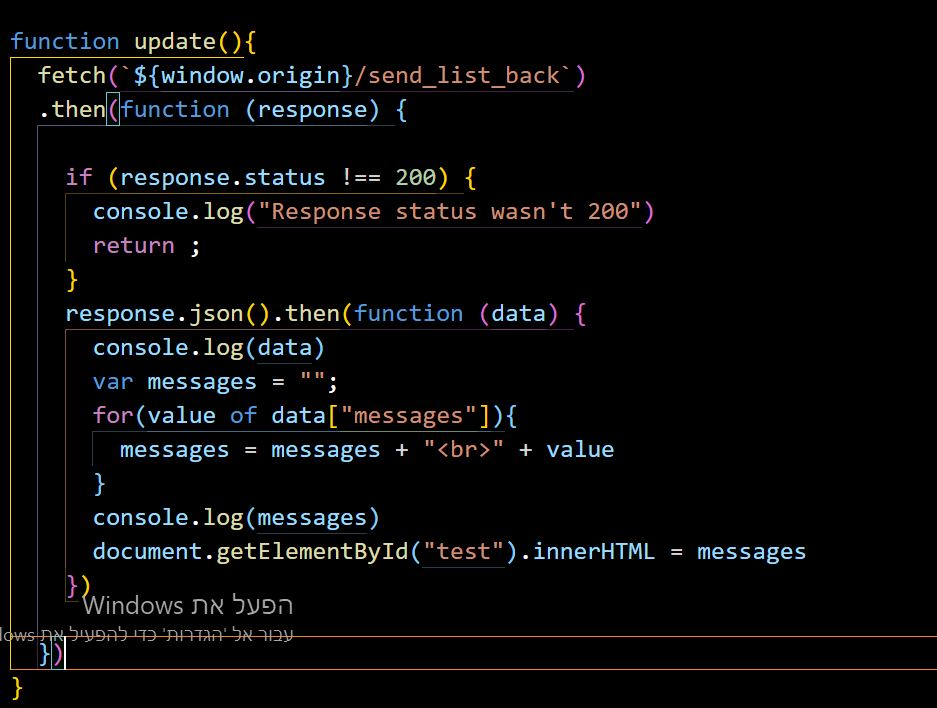 function update(){
  fetch(`${window.origin}/send_list_back`)
  .then(function (response) {

    if (response.status !== 200) {
      console.log("Response status wasn't 200")
      return ;
    }
    response.json().then(function (data) {
      console.log(data)
      var messages = "";
      for(value of data["messages"]){
        messages = messages + "<br>" + value
      }
      console.log(messages)
      document.getElementById("test").innerHTML = messages
    })
הפעל את Windows
עבור אל 'הגדרות' כדי להפעיל את
  })
}